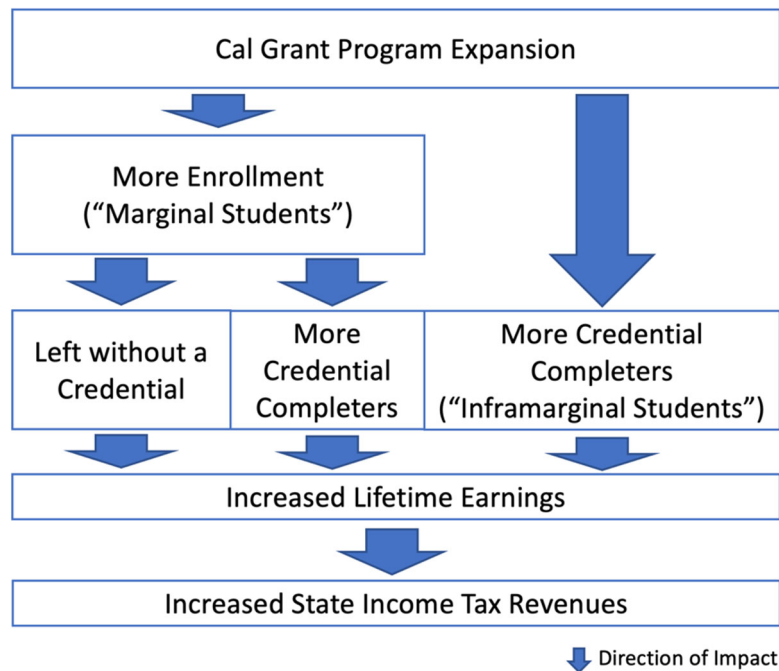 Cal Grant Program Expansion
More Enrollment
(“Marginal Students”)
Left without a
Credential
More
Credential
Completers
More Credential
Completers
(“Inframarginal Students”)
Increased Lifetime Earnings
Increased State Income Tax Revenues
Direction of Impact